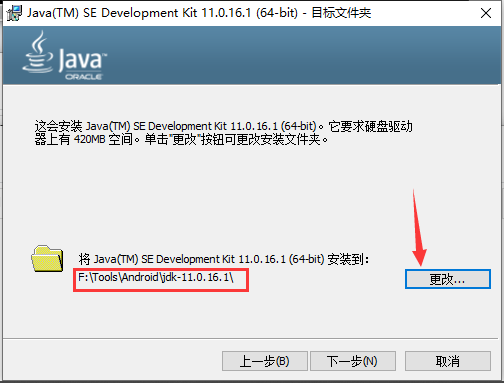 Java(TM) SE Development Kit 11.0.16.1 (64-bit) - 目标文件夹
Java
ORACLE
这会安装 Java(TM) SE Development Kit 11.0.16.1 (64-bit)。它要求硬盘驱动
器上有 420MB 空间。单击"更改"按钮可更改安装文件夹。
将 Java(TM) SE Development Kit 11.0.16.1 (64-bit) 安装到：
F:\Tools\Android\jdk-11.0.16.1\
更改...
上一步(B)
下一步(N)
取消